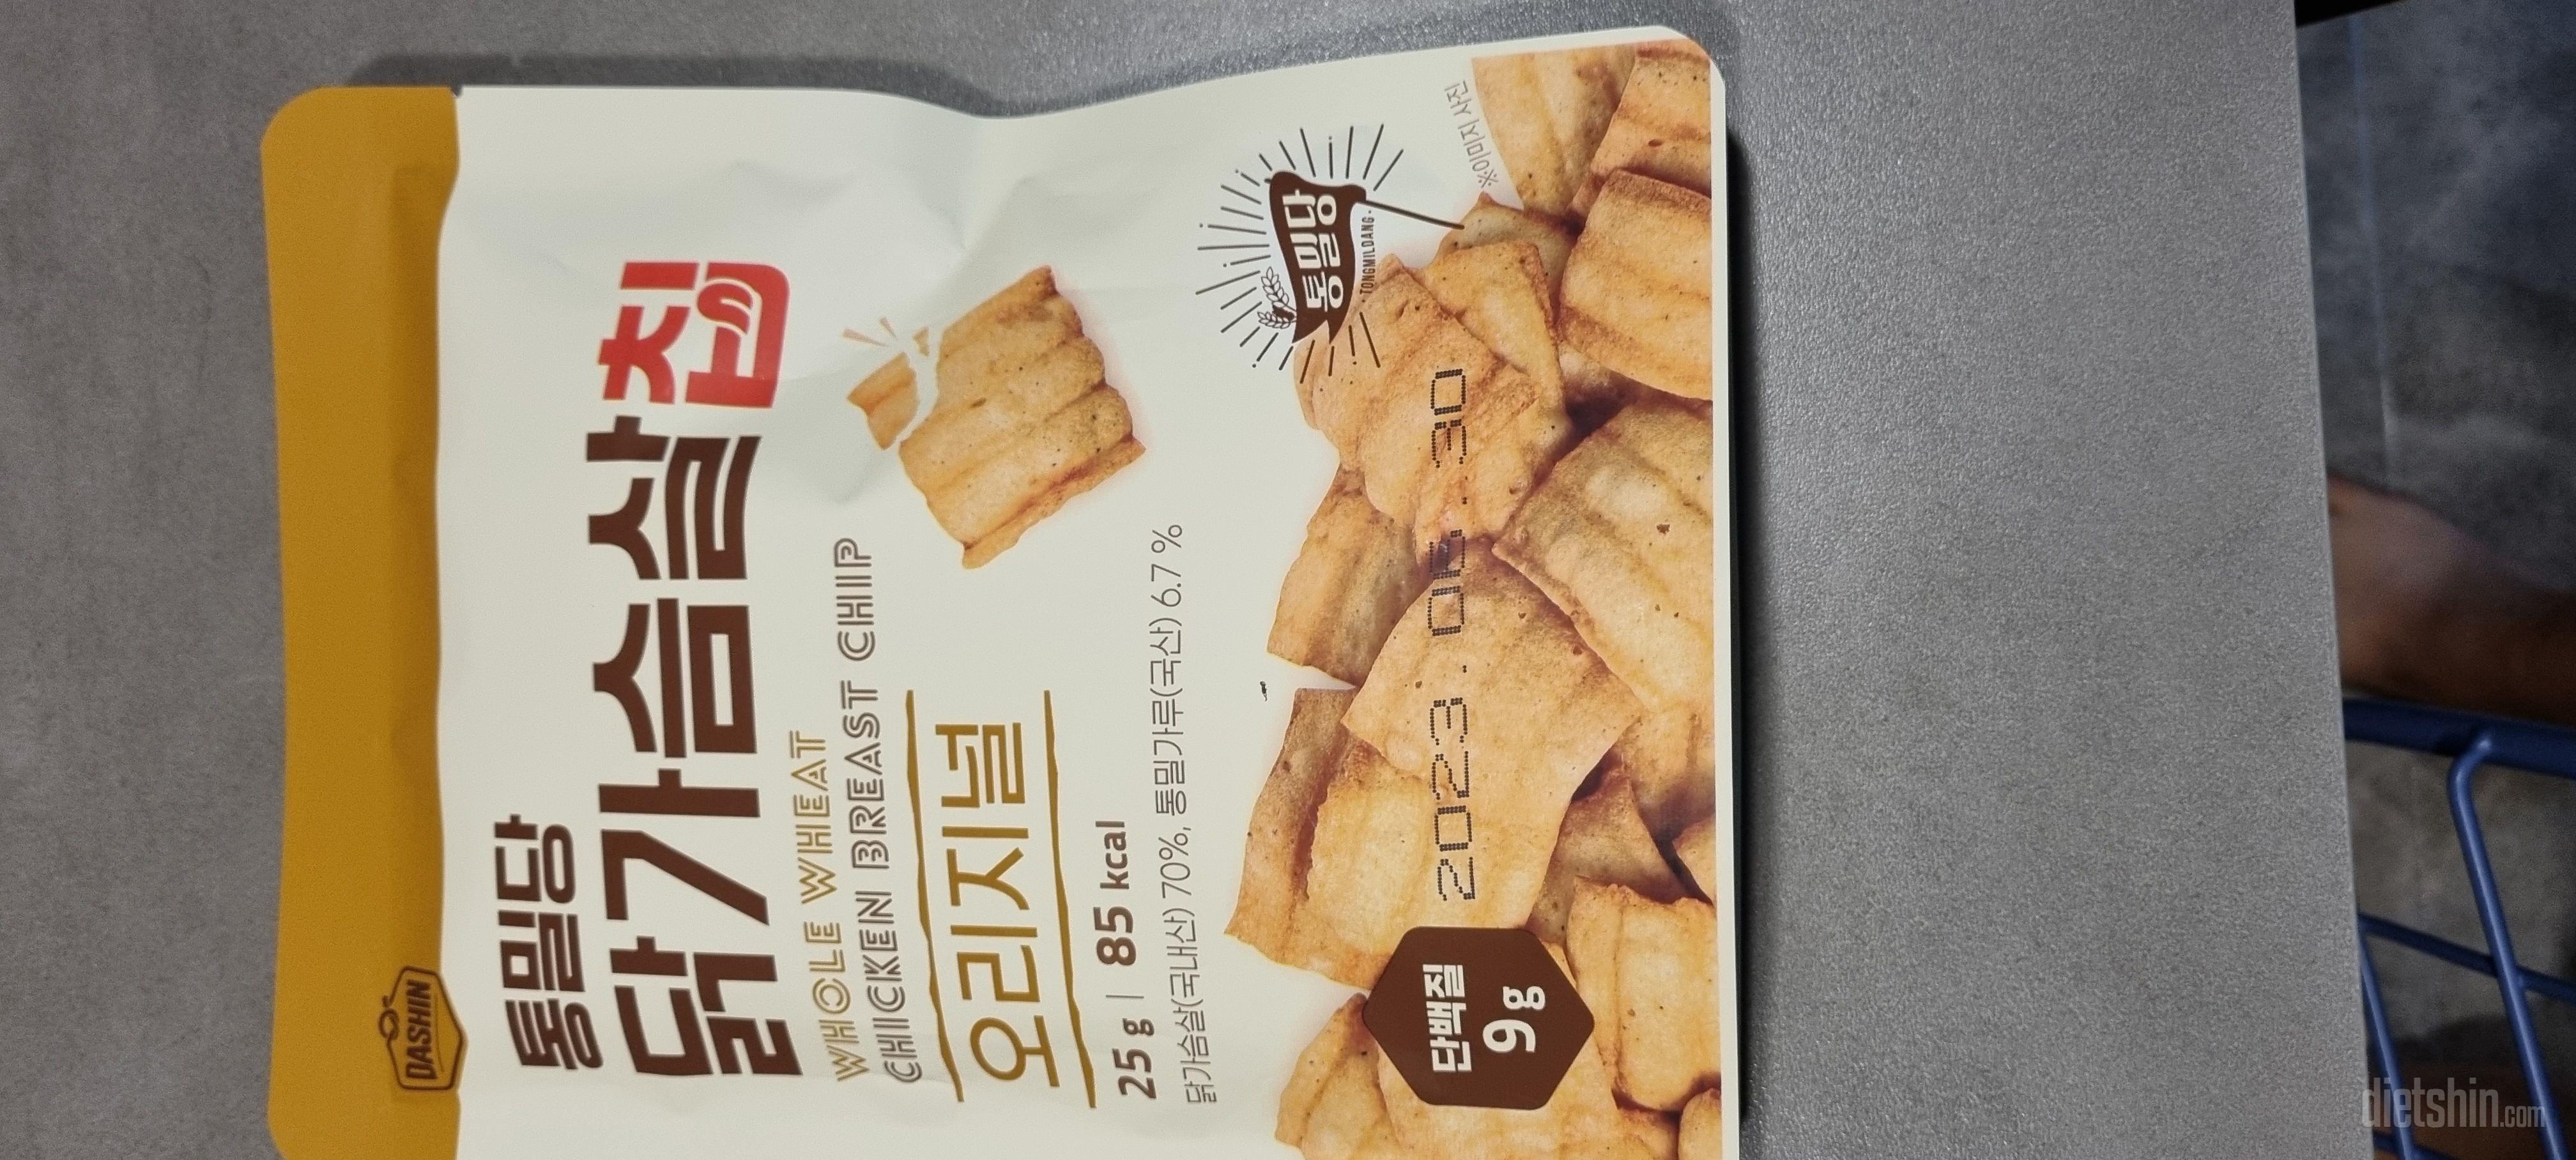 DASHIN
통밀당
닭가슴살칩
WHOLE WHEAT
CHICKEN BREAST CHIP
오리지널
25 g | 85 kcal
닭가슴살(국내산) 70%, 통밀가루(국산) 6.7 %
통밀당
· TONGMILDANG ·
※이미지 사진
단백질
9 g
2023. 06. 30
dietshin.com